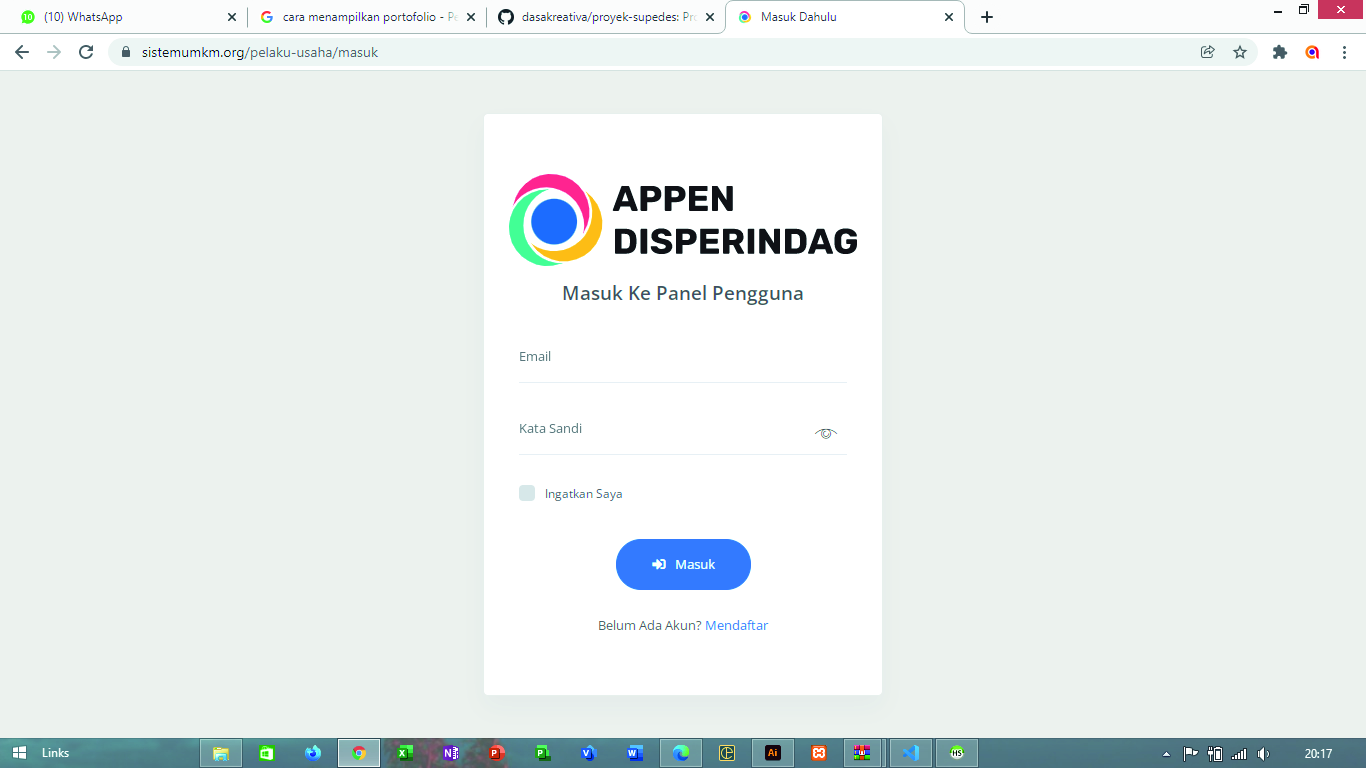 (10) WhatsApp
cara menampilkan portofolio - Pe
dasakreativa/proyek-supedes: Pro
Masuk Dahulu
sistemumkm.org/pelaku-usaha/masuk
APPEN
DISPERINDAG
Masuk Ke Panel Pengguna
Email
Kata Sandi
Ingatkan Saya
Masuk
Belum Ada Akun? Mendaftar
Links
20:17